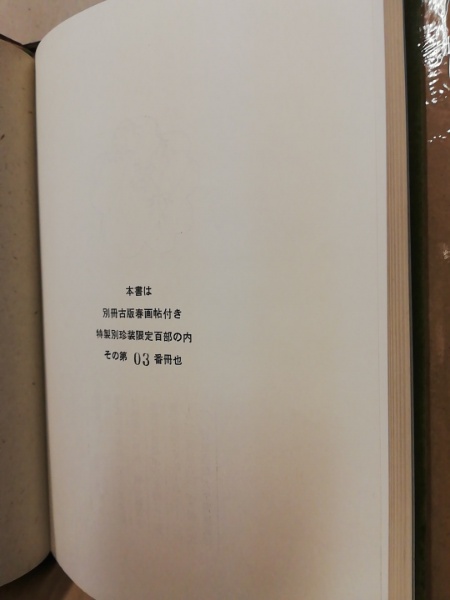 本書は
別冊古版春画帖付き
特製別珍装限定百部の内
その第 03 番冊也